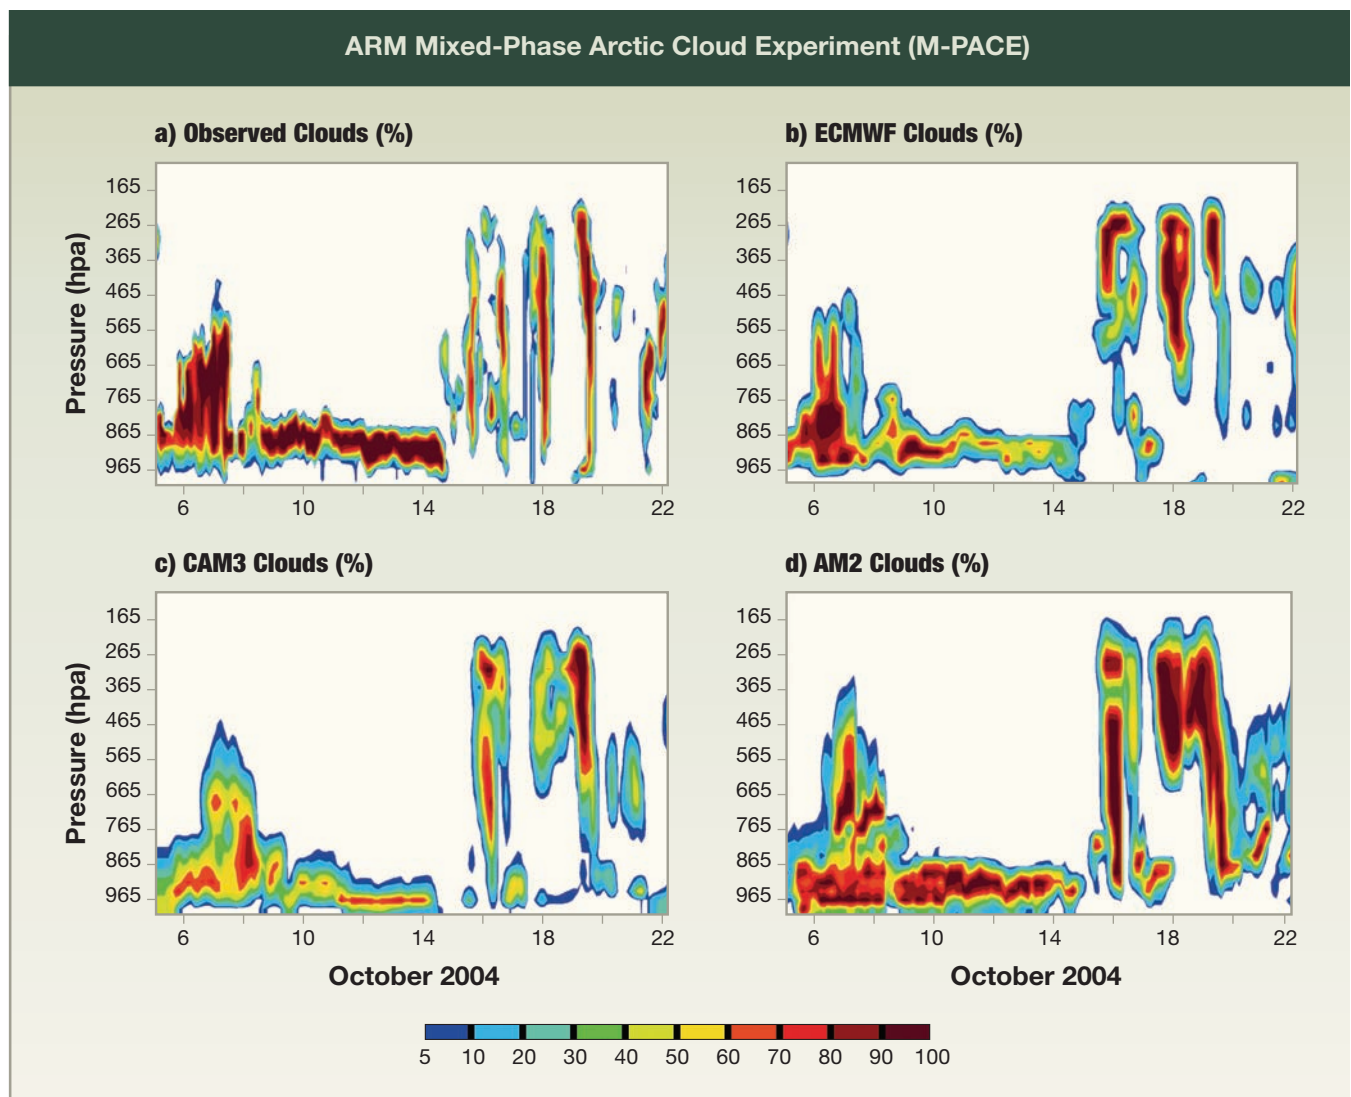 ARM Mixed-Phase Arctic Cloud Experiment (M-PACE)
a) Observed Clouds (%)
b) ECMWF Clouds (%)
Pressure (hpa)
165
265
365
465
565
665
765
865
965
6 10 14 18 22
165
265
365
465
565
665
765
865
965
6 10 14 18 22
c) CAM3 Clouds (%)
d) AM2 Clouds (%)
Pressure (hpa)
165
265
365
465
565
665
765
865
965
6 10 14 18 22
October 2004
165
265
365
465
565
665
765
865
965
6 10 14 18 22
October 2004
5 10 20 30 40 50 60 70 80 90 100